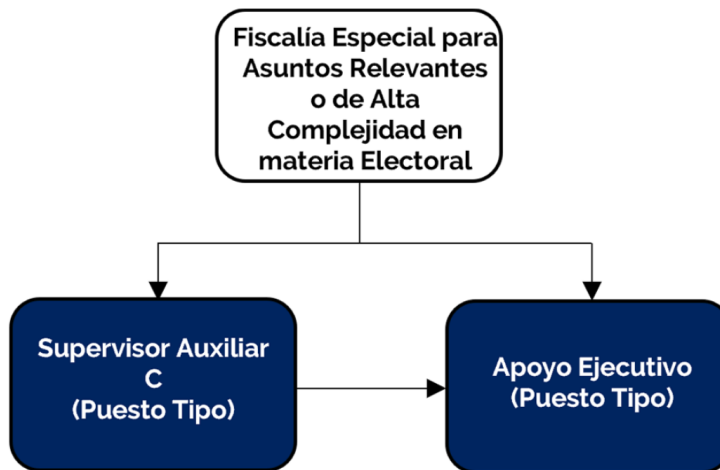 Fiscalía Especial para
Asuntos Relevantes
o de Alta
Complejidad en
materia Electoral
Supervisor Auxiliar
C
(Puesto Tipo)
Apoyo Ejecutivo
(Puesto Tipo)